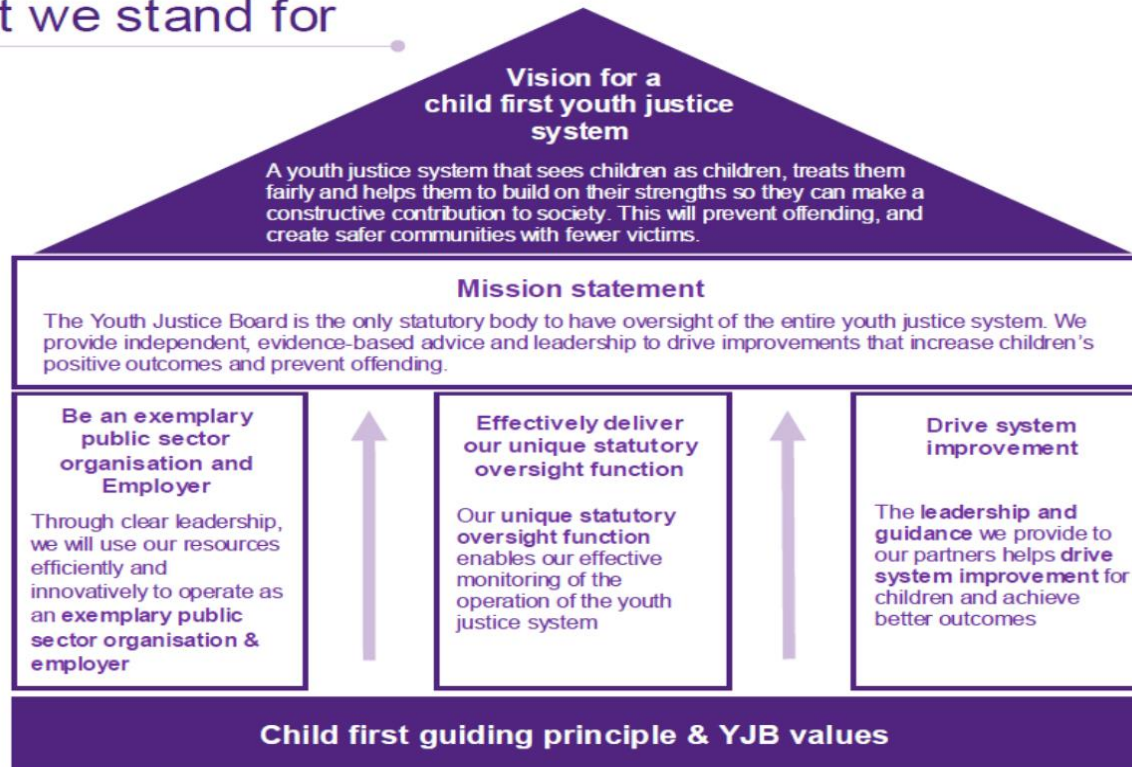 t we stand for
Vision for a
child first youth justice
system
A youth justice system that sees children as children, treats them
fairly and helps them to build on their strengths so they can make a
constructive contribution to society. This will prevent offending, and
create safer communities with fewer victims.
Mission statement
The Youth Justice Board is the only statutory body to have oversight of the entire youth justice system. We
provide independent, evidence-based advice and leadership to drive improvements that increase children's
positive outcomes and prevent offending.
Be an exemplary
public sector
organisation and
Employer
Through clear leadership,
we will use our resources
efficiently and
innovatively to operate as
an exemplary public
sector organisation &
employer
Effectively deliver
our unique statutory
oversight function
Our unique statutory
oversight function
enables our effective
monitoring of the
operation of the youth
justice system
Drive system
improvement
The leadership and
guidance we provide to
our partners helps drive
system improvement for
children and achieve
better outcomes
Child first guiding principle & YJB values